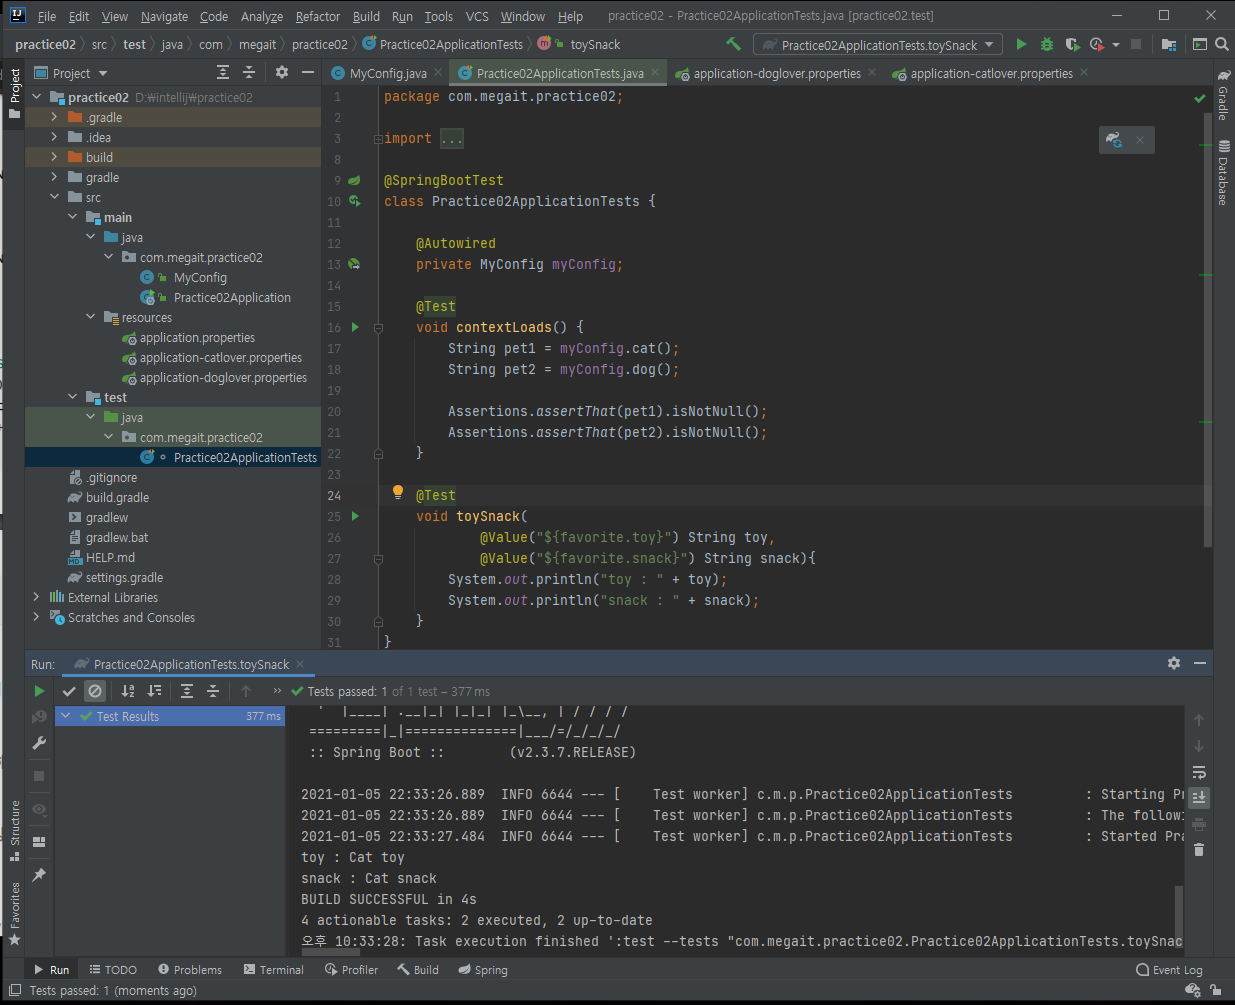 File Edit View Navigate Code Analyze Refactor Build Run Tools VCS Window Help practice02 - Practice02ApplicationTests.java [practice02.test]
practice02 src test java com megait practice02 Practice02ApplicationTests toySnack Practice02ApplicationTests.toySnack
Project
MyConfig.java Practice02ApplicationTests.java application-doglover.properties application-catlover.properties
practice02 D:₩intellij₩practice02
.gradle
.idea
build
gradle
src
main
java
com.megait.practice02
MyConfig
Practice02Application
resources
application.properties
application-catlover.properties
application-doglover.properties
test
java
com.megait.practice02
Practice02ApplicationTests
.gitignore
build.gradle
gradlew
gradlew.bat
HELP.md
settings.gradle
External Libraries
Scratches and Consoles
Project
Structure
Favorites
Gradle
Database
1 package com.megait.practice02;
2
3 import ...
8
9 @SpringBootTest
10 class Practice02ApplicationTests {
11
12 @Autowired
13 private MyConfig myConfig;
14
15 @Test
16 void contextLoads() {
17 String pet1 = myConfig.cat();
18 String pet2 = myConfig.dog();
19
20 Assertions.assertThat(pet1).isNotNull();
21 Assertions.assertThat(pet2).isNotNull();
22 }
23
24 @Test
25 void toySnack(
26 @Value("${favorite.toy}") String toy,
27 @Value("${favorite.snack}") String snack){
28 System.out.println("toy : " + toy);
29 System.out.println("snack : " + snack);
30 }
31 }
Run: Practice02ApplicationTests.toySnack
Tests passed: 1 of 1 test – 377 ms
Test Results 377 ms
:: Spring Boot :: (v2.3.7.RELEASE)
2021-01-05 22:33:26.889 INFO 6644 --- [ Test worker] c.m.p.Practice02ApplicationTests : Starting Pr
2021-01-05 22:33:26.889 INFO 6644 --- [ Test worker] c.m.p.Practice02ApplicationTests : The followi
2021-01-05 22:33:27.484 INFO 6644 --- [ Test worker] c.m.p.Practice02ApplicationTests : Started Pra
toy : Cat toy
snack : Cat snack
BUILD SUCCESSFUL in 4s
4 actionable tasks: 2 executed, 2 up-to-date
오후 10:33:28: Task execution finished ':test --tests "com.megait.practice02.Practice02ApplicationTests.toySnac
Run TODO Problems Terminal Profiler Build Spring Event Log
Tests passed: 1 (moments ago)